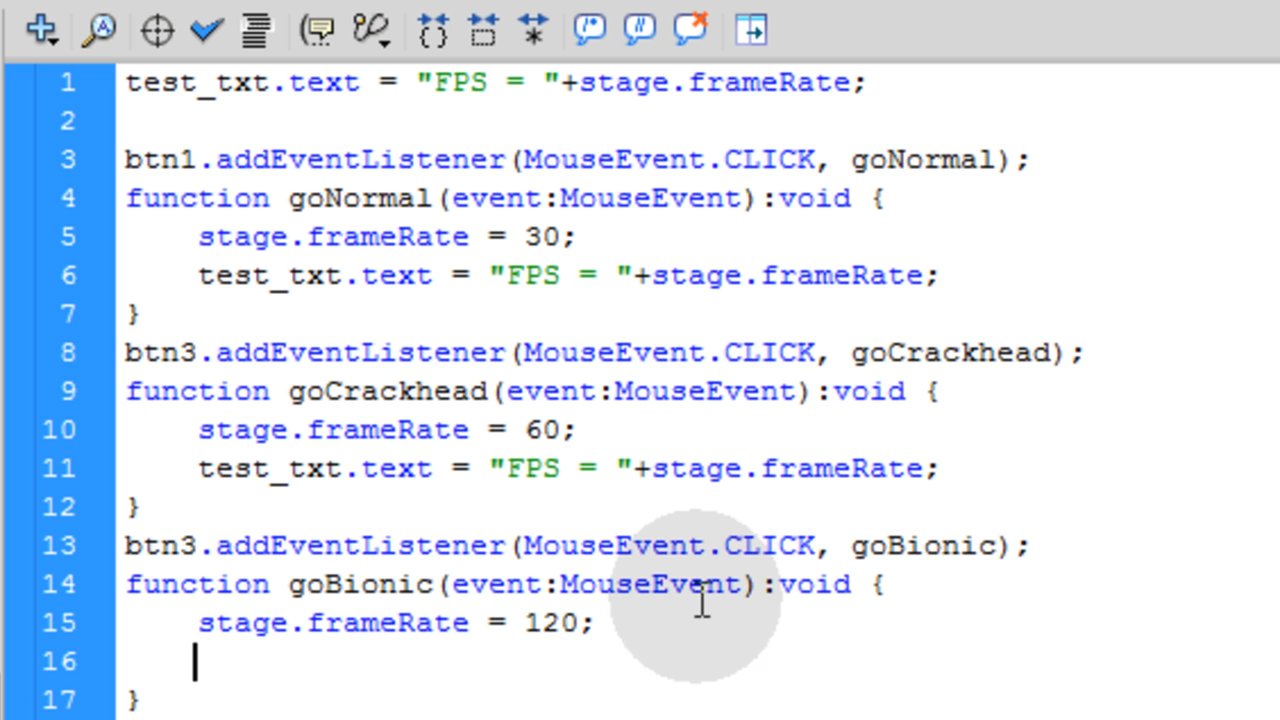 1 test_txt.text = "FPS = "+stage.frameRate;
2
3 btn1.addEventListener(MouseEvent.CLICK, goNormal);
4 function goNormal(event:MouseEvent):void {
5 stage.frameRate = 30;
6 test_txt.text = "FPS = "+stage.frameRate;
7 }
8 btn3.addEventListener(MouseEvent.CLICK, goCrackhead);
9 function goCrackhead(event:MouseEvent):void {
10 stage.frameRate = 60;
11 test_txt.text = "FPS = "+stage.frameRate;
12 }
13 btn3.addEventListener(MouseEvent.CLICK, goBionic);
14 function goBionic(event:MouseEvent):void {
15 stage.frameRate = 120;
16
17 }